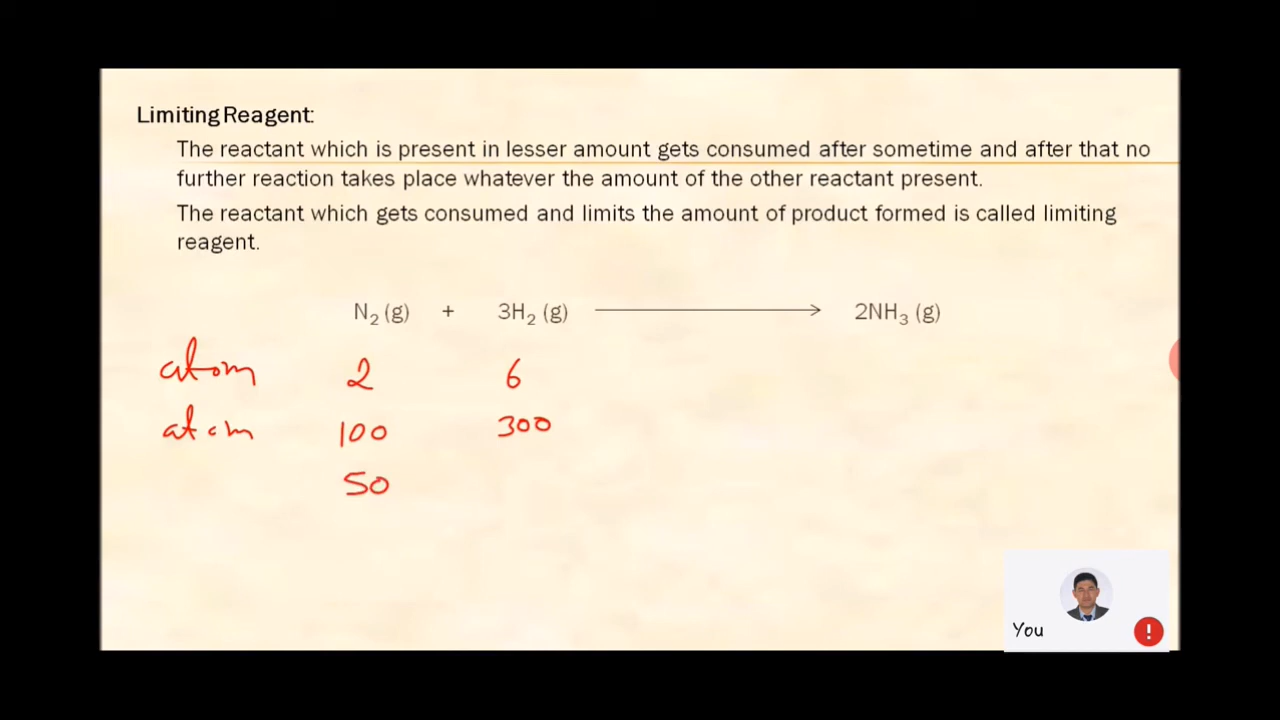 Limiting Reagent:
The reactant which is present in lesser amount gets consumed after sometime and after that no
further reaction takes place whatever the amount of the other reactant present.
The reactant which gets consumed and limits the amount of product formed is called limiting
reagent.
N₂ (g) + 3H₂ (g) ⟶ 2NH₃ (g)
atom 2 6
atom 100 300
50
You
!